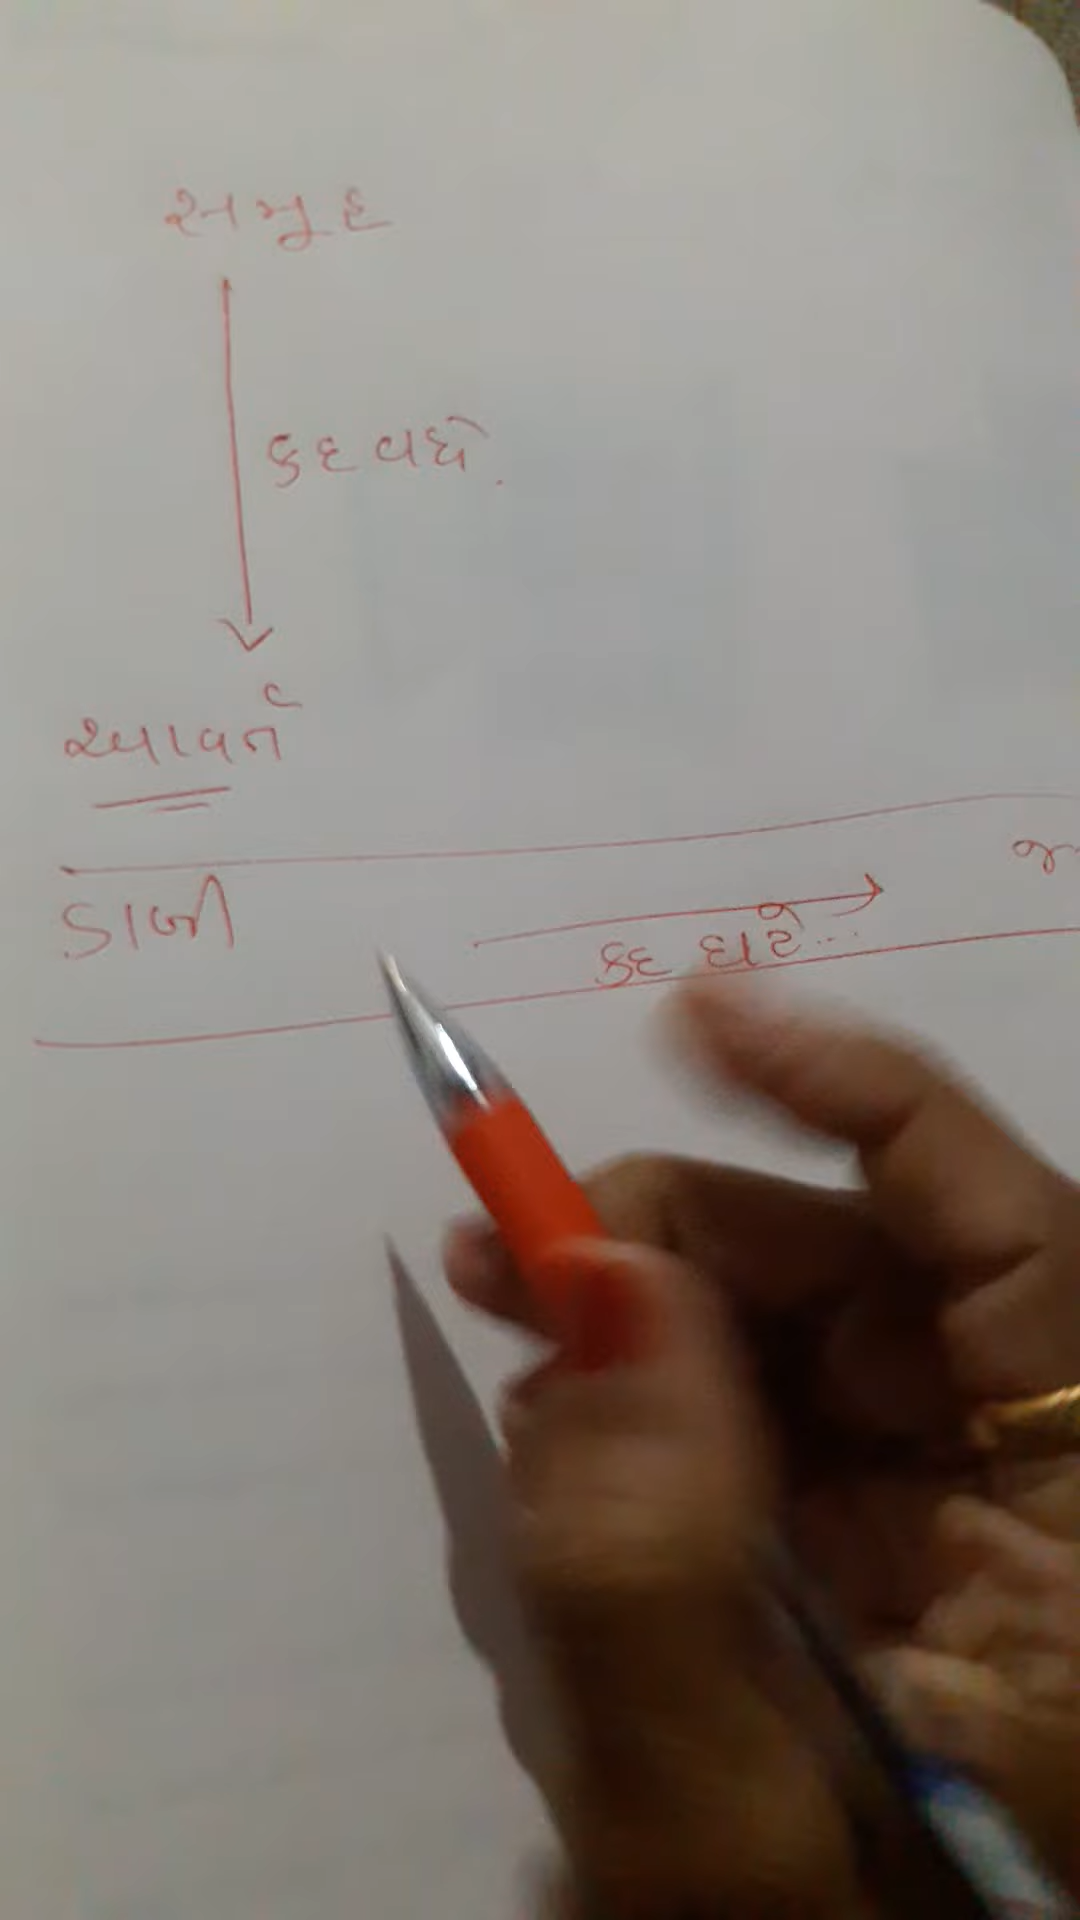 સમુહ
કદ વધે.
આવર્ત
ડાબી
કદ ઘટે...
જ